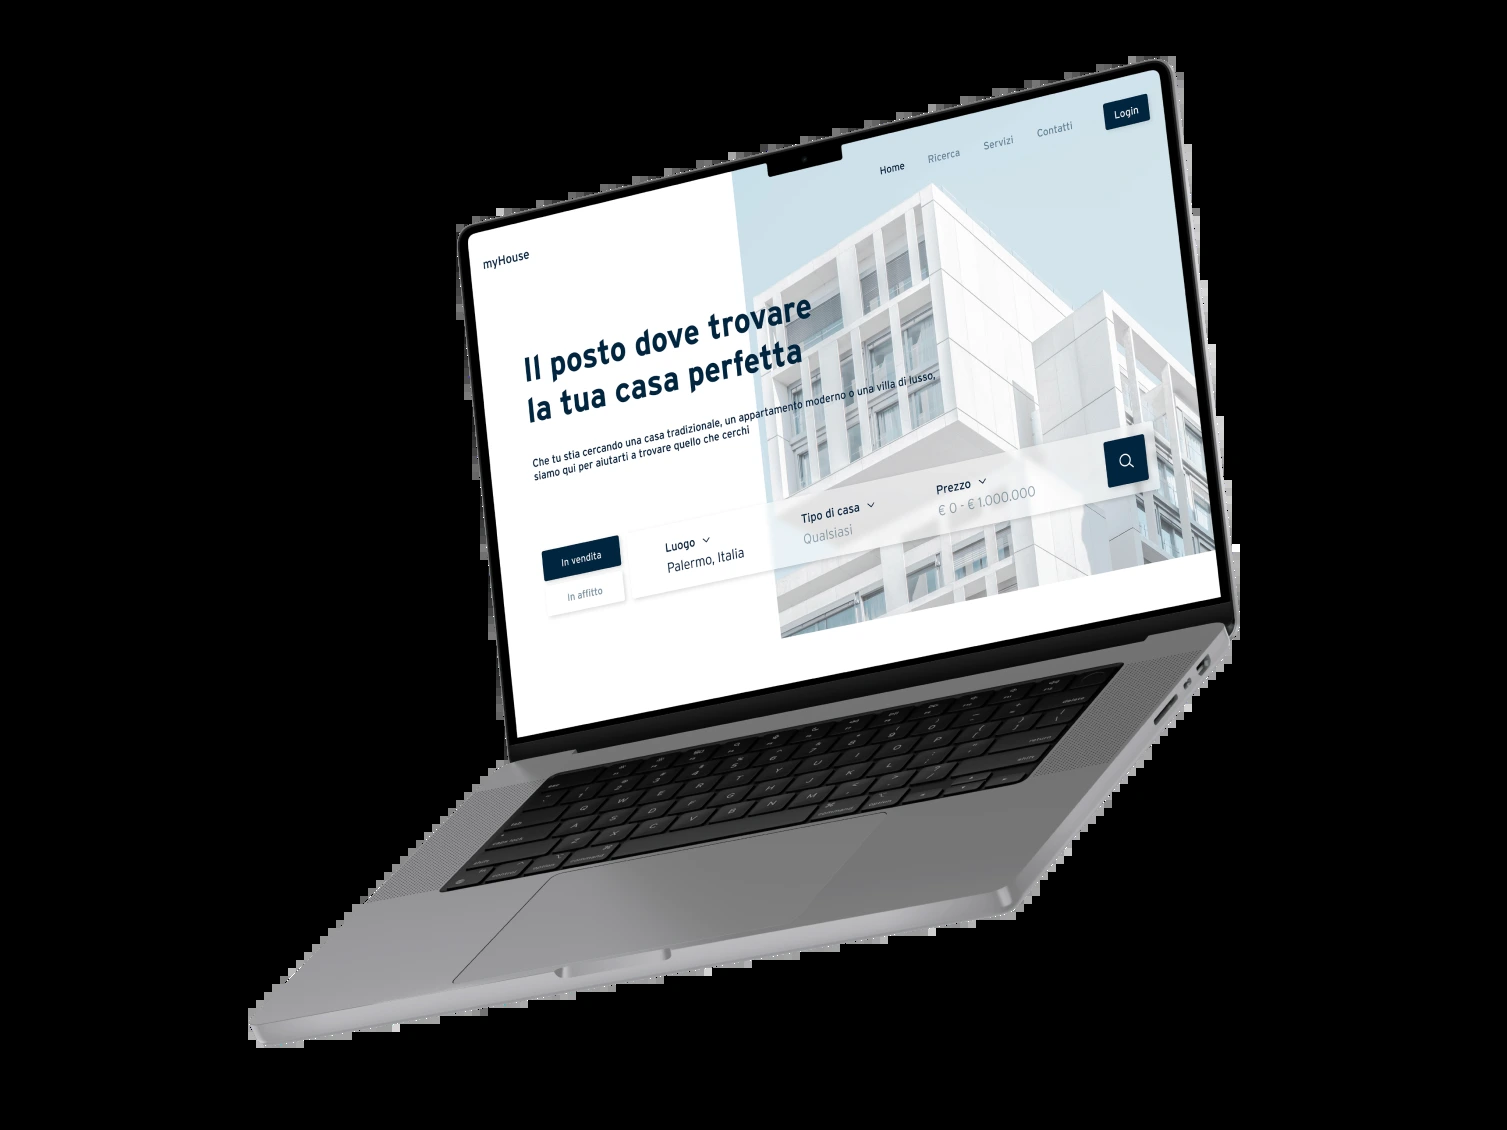 myHouse
Home
Ricerca
Servizi
Contatti
Login
Il posto dove trovare
la tua casa perfetta
Che tu stia cercando una casa tradizionale, un appartamento moderno o una villa di lusso,
siamo qui per aiutarti a trovare quello che cerchi
In vendita
In affitto
Luogo
Palermo, Italia
Tipo di casa
Qualsiasi
Prezzo
€ 0 - € 1.000.000
Q W E R T Y U I O P
A S D F G H J K L
Z X C V B N M